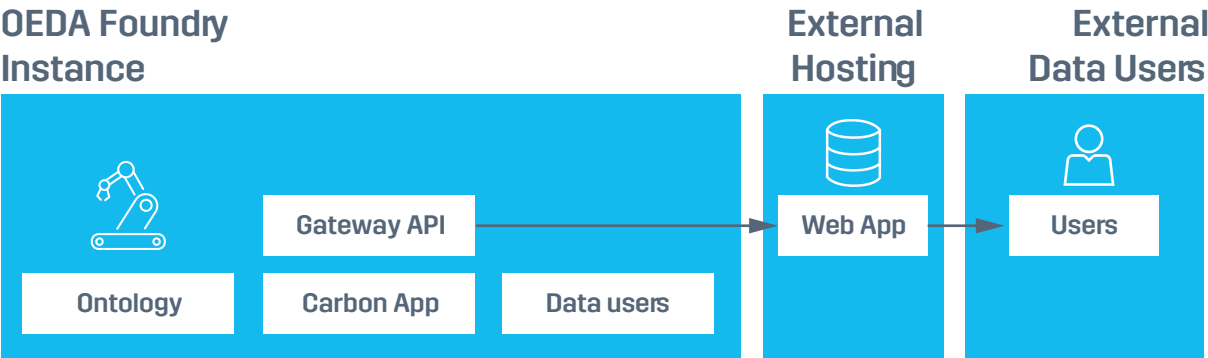 OEDA Foundry
Instance
External
Hosting
External
Data Users
Gateway API
Web App
Users
Ontology
Carbon App
Data users